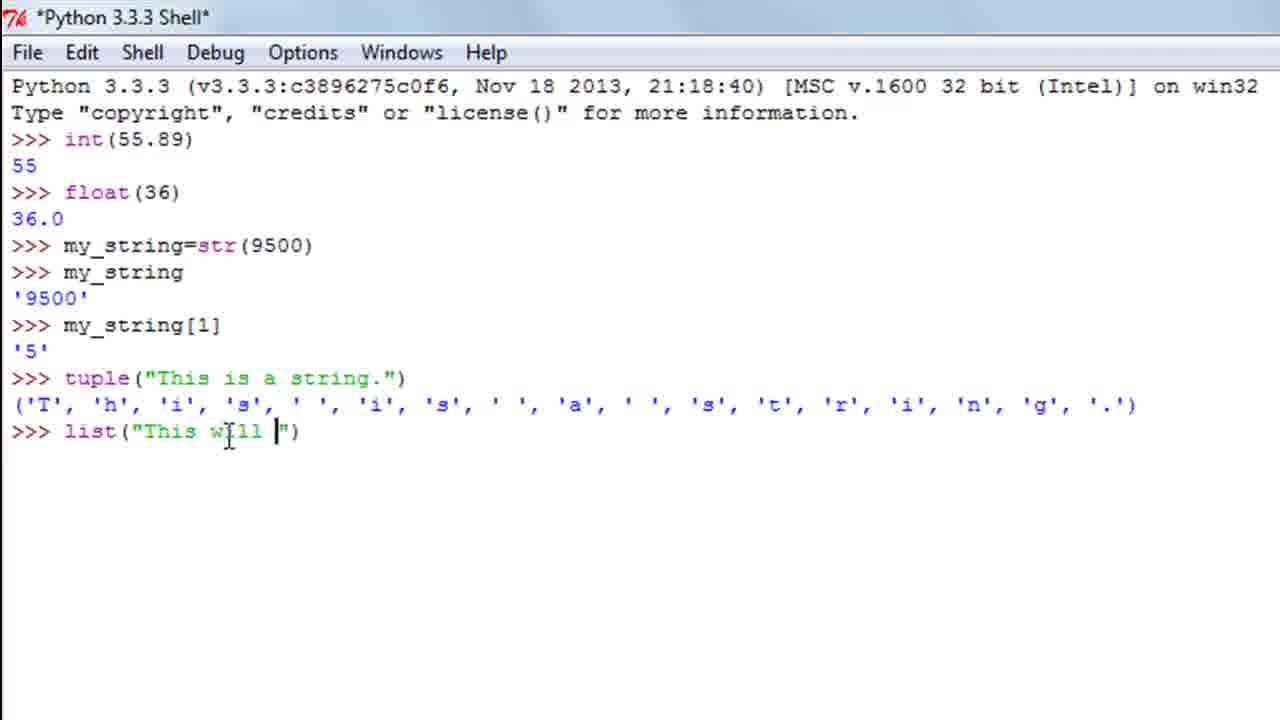 *Python 3.3.3 Shell*
File Edit Shell Debug Options Windows Help
Python 3.3.3 (v3.3.3:c3896275c0f6, Nov 18 2013, 21:18:40) [MSC v.1600 32 bit (Intel)] on win32
Type "copyright", "credits" or "license()" for more information.
>>> int(55.89)
55
>>> float(36)
36.0
>>> my_string=str(9500)
>>> my_string
'9500'
>>> my_string[1]
'5'
>>> tuple("This is a string.")
('T', 'h', 'i', 's', ' ', 'i', 's', ' ', 'a', ' ', 's', 't', 'r', 'i', 'n', 'g', '.')
>>> list("This will ")